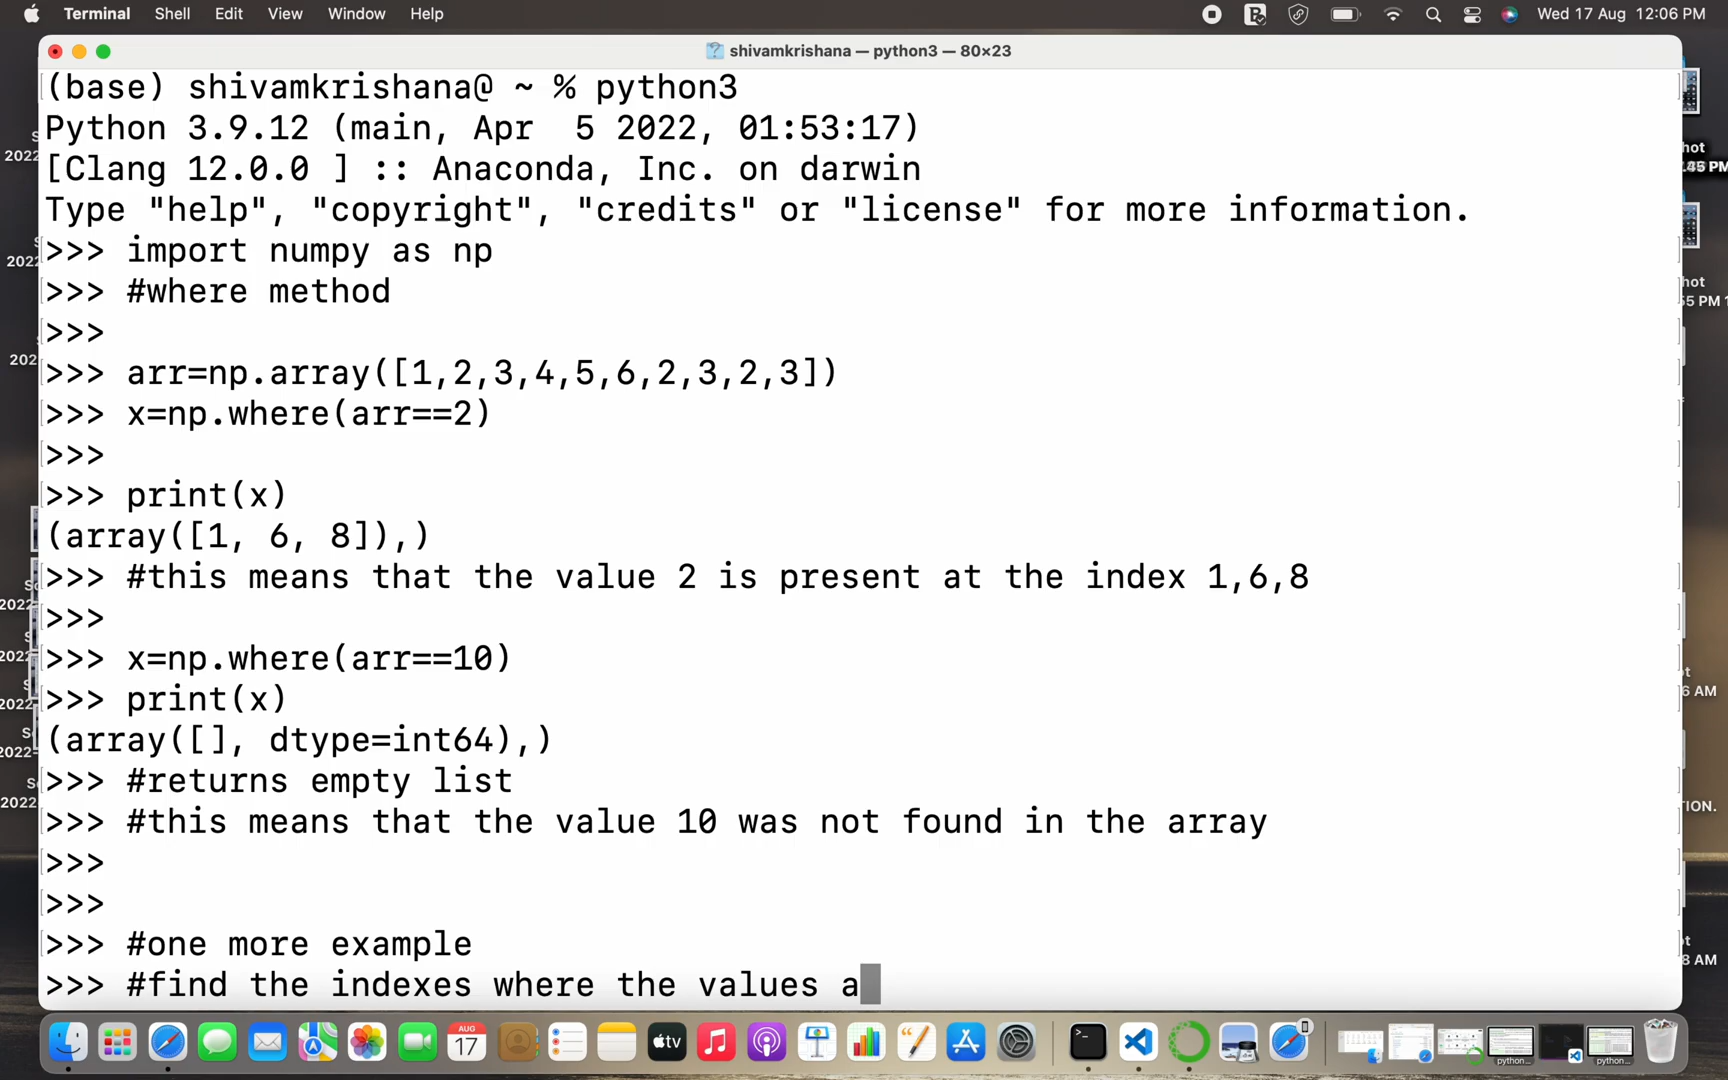 Terminal Shell Edit View Window Help Wed 17 Aug 12:06 PM
shivamkrishana — python3 — 80×23
(base) shivamkrishana@ ~ % python3
Python 3.9.12 (main, Apr  5 2022, 01:53:17)
[Clang 12.0.0 ] :: Anaconda, Inc. on darwin
Type "help", "copyright", "credits" or "license" for more information.
>>> import numpy as np
>>> #where method
>>>
>>> arr=np.array([1,2,3,4,5,6,2,3,2,3])
>>> x=np.where(arr==2)
>>>
>>> print(x)
(array([1, 6, 8]),)
>>> #this means that the value 2 is present at the index 1,6,8
>>>
>>> x=np.where(arr==10)
>>> print(x)
(array([], dtype=int64),)
>>> #returns empty list
>>> #this means that the value 10 was not found in the array
>>>
>>>
>>> #one more example
>>> #find the indexes where the values a
AUG
17
tv
python...
python...